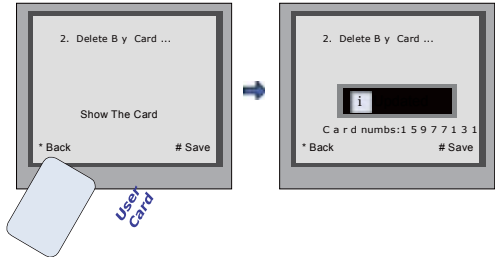 2. Delete B y Card ...
Show The Card
* Back # Save
User
Card
2. Delete B y Card ...
i
C a r d numbs:1 5 9 7 7 1 3 1
* Back # Save